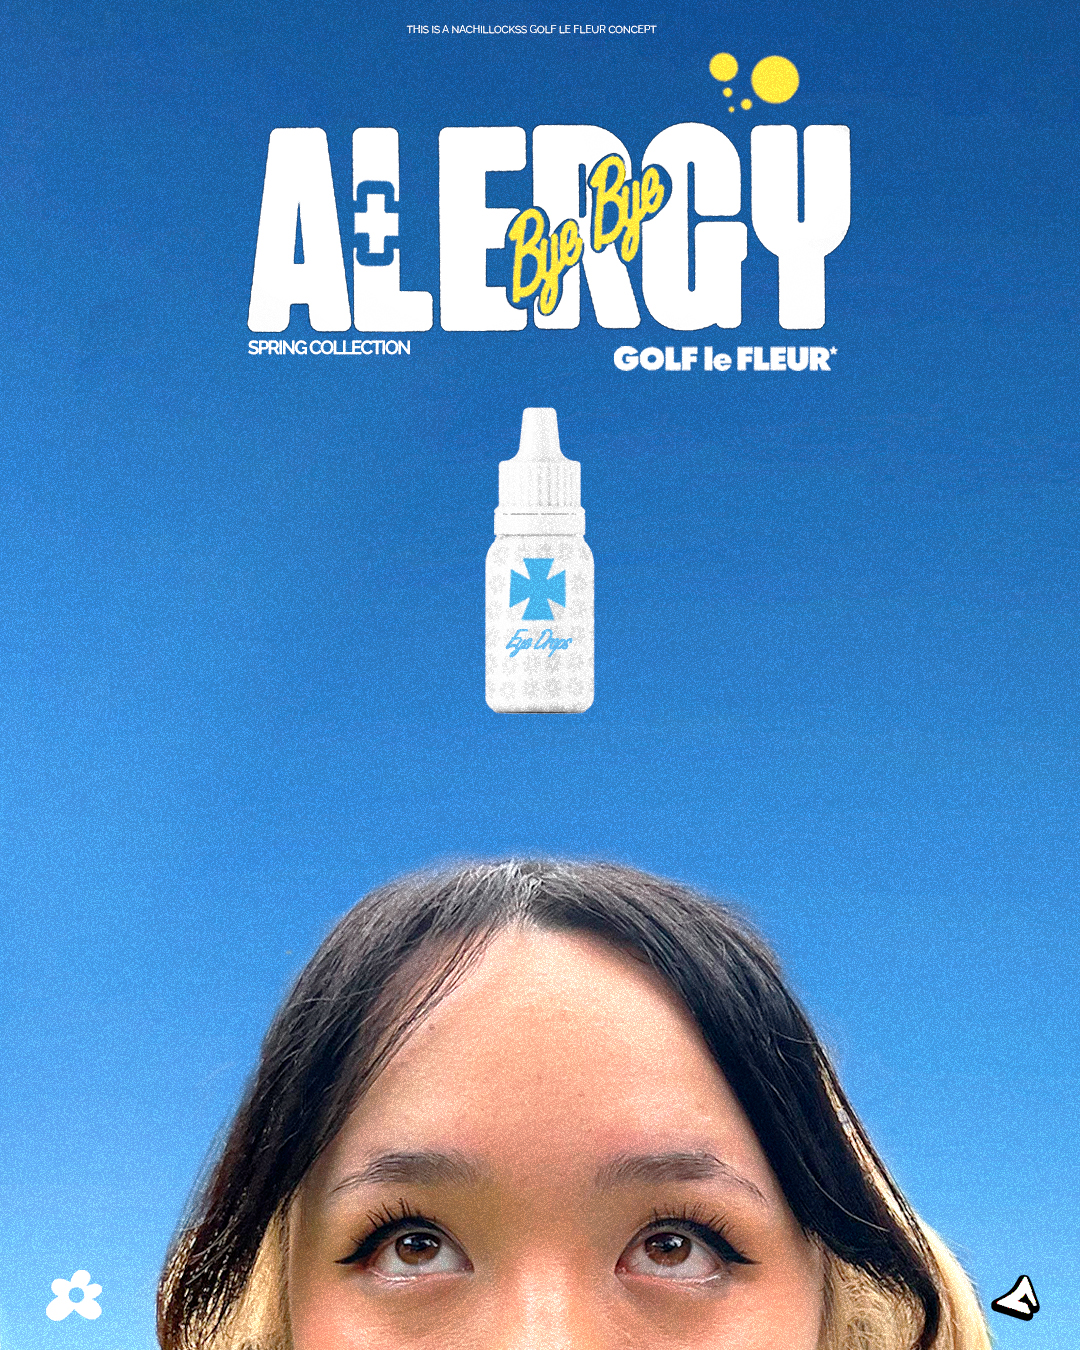 THIS IS A NACHILLOCKSS GOLF LE FLEUR CONCEPT
ALERGY
Bye Bye
SPRING COLLECTION
GOLF le FLEUR*
Eye Drops